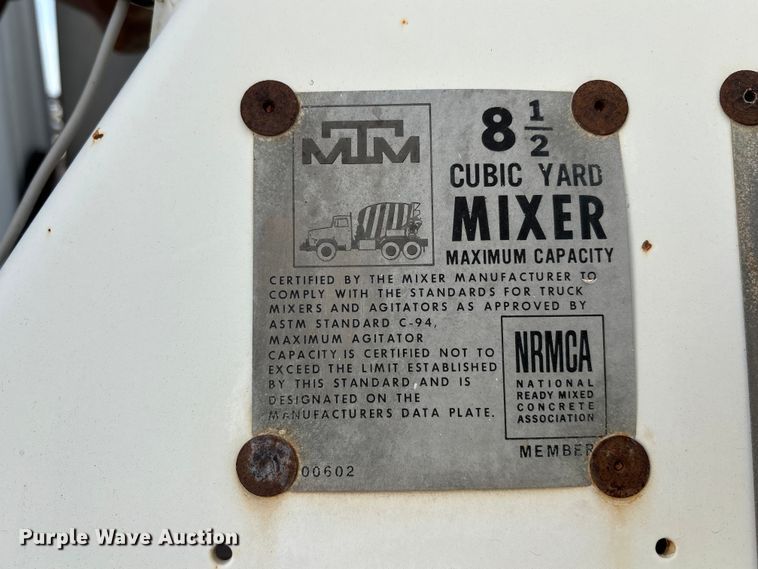 MTM
8 1/2
CUBIC YARD
MIXER
MAXIMUM CAPACITY
CERTIFIED BY THE MIXER MANUFACTURER TO
COMPLY WITH THE STANDARDS FOR TRUCK
MIXERS AND AGITATORS AS APPROVED BY
ASTM STANDARD C-94,
MAXIMUM AGITATOR
CAPACITY IS CERTIFIED NOT TO
EXCEED THE LIMIT ESTABLISHED
BY THIS STANDARD AND IS
DESIGNATED ON THE
MANUFACTURERS DATA PLATE.
NRMCA
NATIONAL
READY MIXED
CONCRETE
ASSOCIATION
MEMBER
00602
Purple Wave Auction